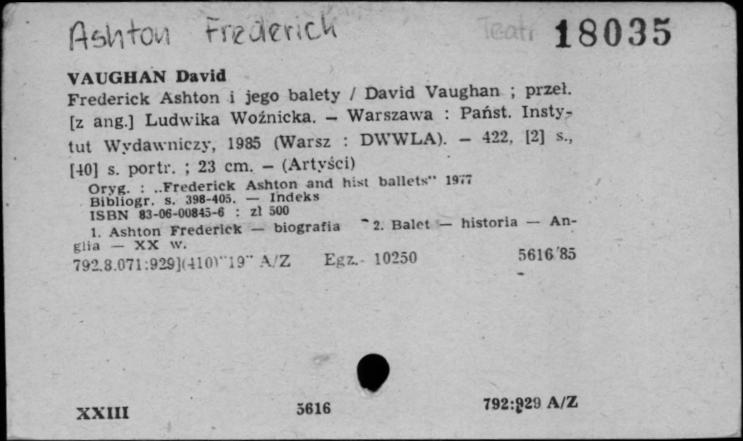 Ashton Frederick Teatr 18035
VAUGHAN David
Frederick Ashton i jego balety / David Vaughan ; przeł.
[z ang.] Ludwika Woźnicka. — Warszawa : Państ. Insty-
tut Wydawniczy, 1985 (Warsz : DWWLA). — 422, [2] s.,
[40] s. portr. ; 23 cm. — (Artyści)
Oryg. : ,,Frederick Ashton and hist ballets" 1977
Bibliogr. s. 398-405. — Indeks
ISBN 83-06-00845-6 : zł 500
1. Ashton Frederick — biografia 2. Balet — historia — An-
glia — XX w.
792.8.071:929](410)"19" A/Z Egz. 10250 5616/85
XXIII 5616 792:929 A/Z